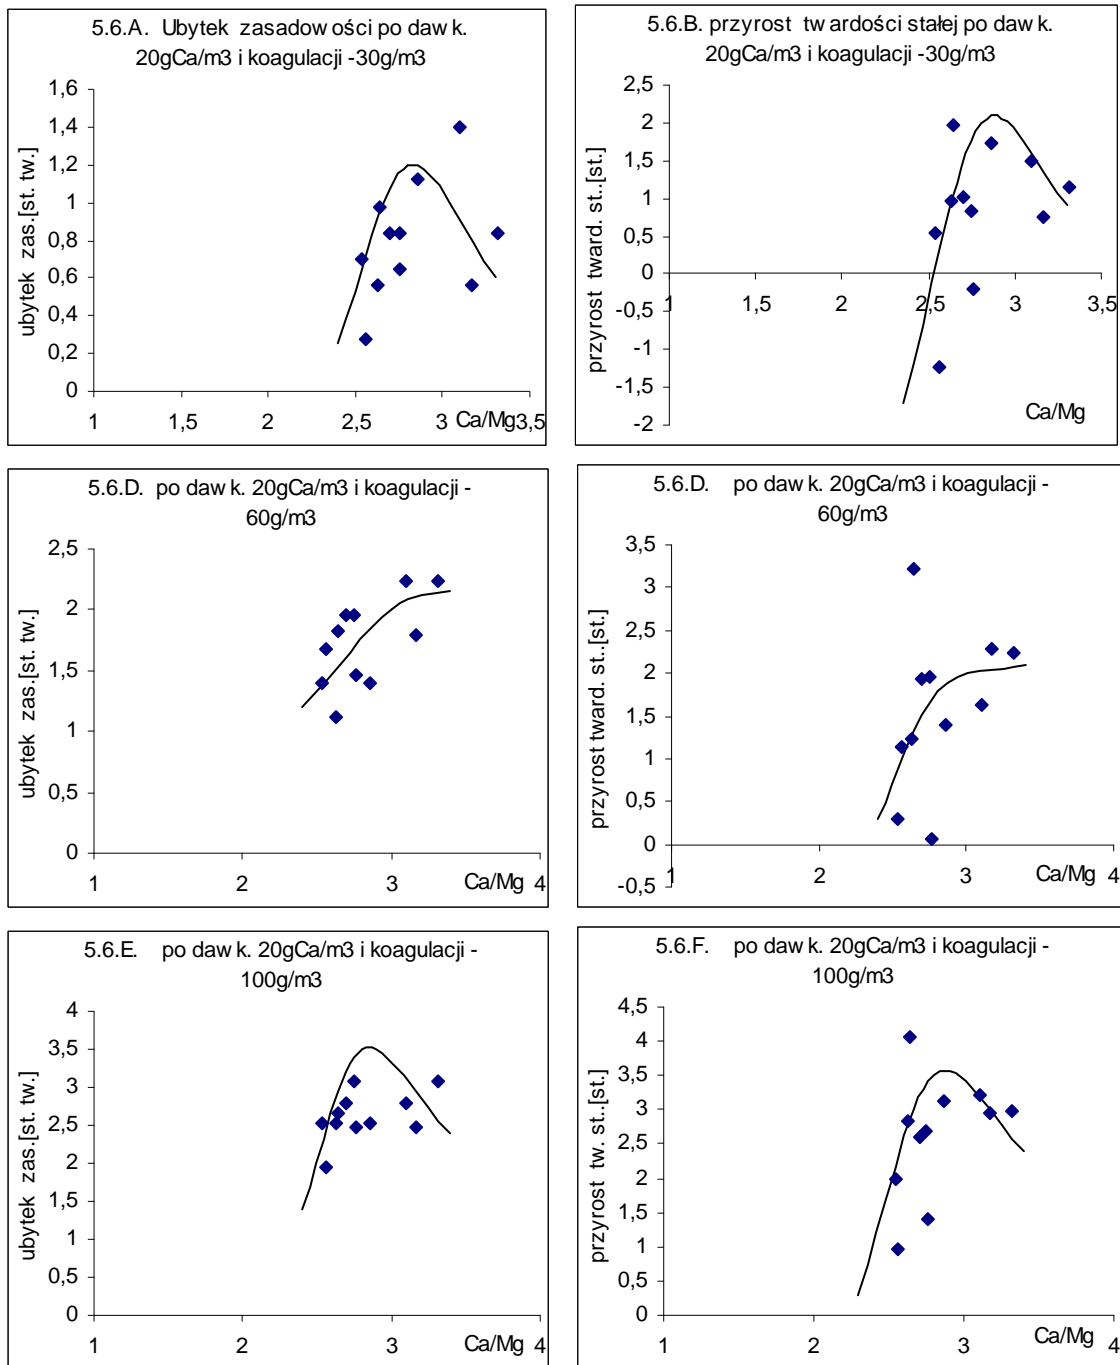 5.6.A. Ubytek zasadowości po dawk.
20gCa/m3 i koagulacji -30g/m3
ubytek zas.[st. tw.]
1,6
1,4
1,2
1
0,8
0,6
0,4
0,2
0
1 1,5 2 2,5 3 Ca/Mg 3,5
5.6.B. przyrost twardości stałej po dawk.
20gCa/m3 i koagulacji -30g/m3
przyrost tward. st..[st.]
2,5
2
1,5
1
0,5
0
-0,5
-1
-1,5
-2
1 1,5 2 2,5 3 3,5
Ca/Mg
5.6.D. po dawk. 20gCa/m3 i koagulacji -
60g/m3
ubytek zas.[st. tw.]
2,5
2
1,5
1
0,5
0
1 2 3 Ca/Mg 4
5.6.D. po dawk. 20gCa/m3 i koagulacji -
60g/m3
przyrost tward. st..[st.]
3,5
3
2,5
2
1,5
1
0,5
0
-0,5
1 2 3 Ca/Mg 4
5.6.E. po dawk. 20gCa/m3 i koagulacji -
100g/m3
ubytek zas.[st. tw.]
4
3,5
3
2,5
2
1,5
1
0,5
0
1 2 3 Ca/Mg 4
5.6.F. po dawk. 20gCa/m3 i koagulacji -
100g/m3
przyrost tw. st..[st.]
4,5
4
3,5
3
2,5
2
1,5
1
0,5
0
1 2 3 Ca/Mg 4